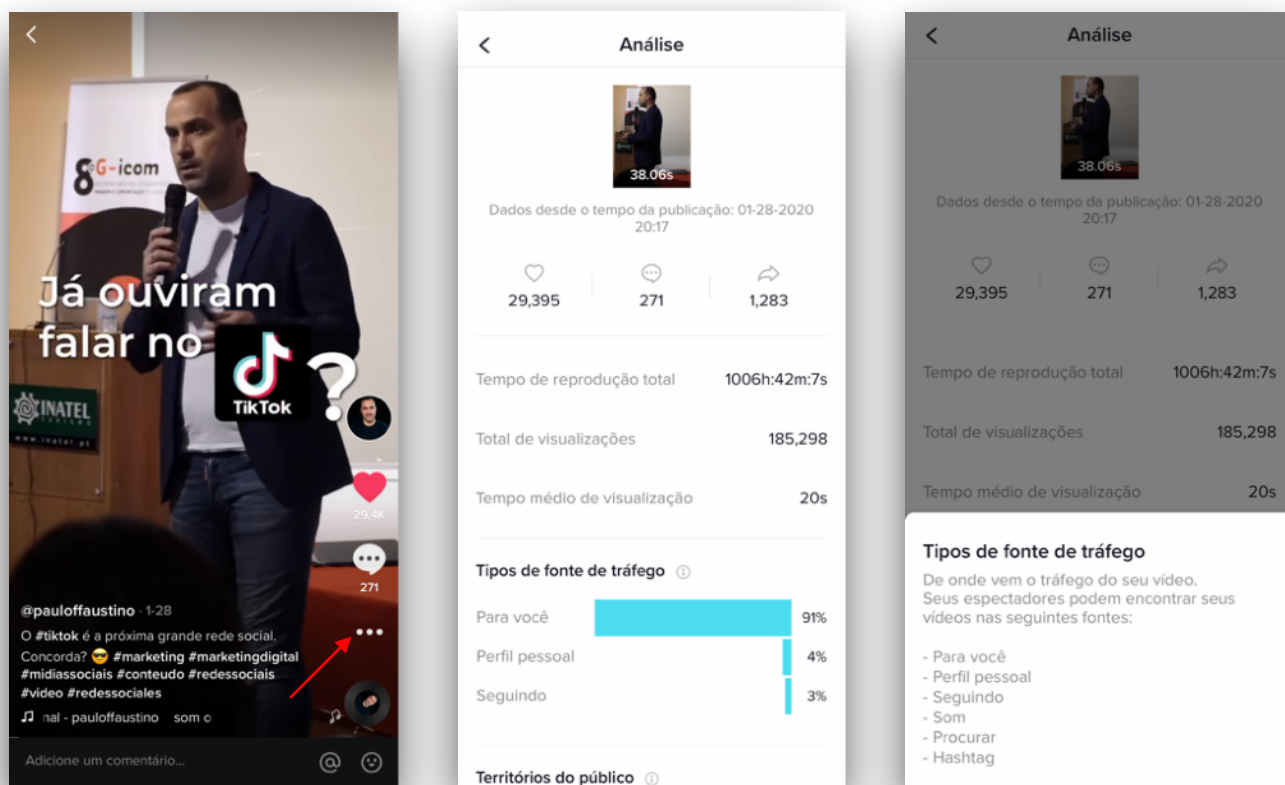 8º G-icom
Já ouviram
falar no
TikTok
?
INATEL
TURISMO
www.inatel.pt
29,4K
271
@pauloffaustino · 1-28
O #tiktok é a próxima grande rede social.
Concorda? 😎 #marketing #marketingdigital
#midiassociais #conteudo #redessociais
#video #redessociales
nal - pauloffaustino som o
Adicione um comentário...
Análise
38.06s
Dados desde o tempo da publicação: 01-28-2020
20:17
29,395 271 1,283
Tempo de reprodução total 1006h:42m:7s
Total de visualizações 185,298
Tempo médio de visualização 20s
Tipos de fonte de tráfego
Para você 91%
Perfil pessoal 4%
Seguindo 3%
Territórios do público
Análise
38.06s
Dados desde o tempo da publicação: 01-28-2020
20:17
29,395 271 1,283
Tempo de reprodução total 1006h:42m:7s
Total de visualizações 185,298
Tempo médio de visualização 20s
Tipos de fonte de tráfego
De onde vem o tráfego do seu vídeo.
Seus espectadores podem encontrar seus
vídeos nas seguintes fontes:
- Para você
- Perfil pessoal
- Seguindo
- Som
- Procurar
- Hashtag